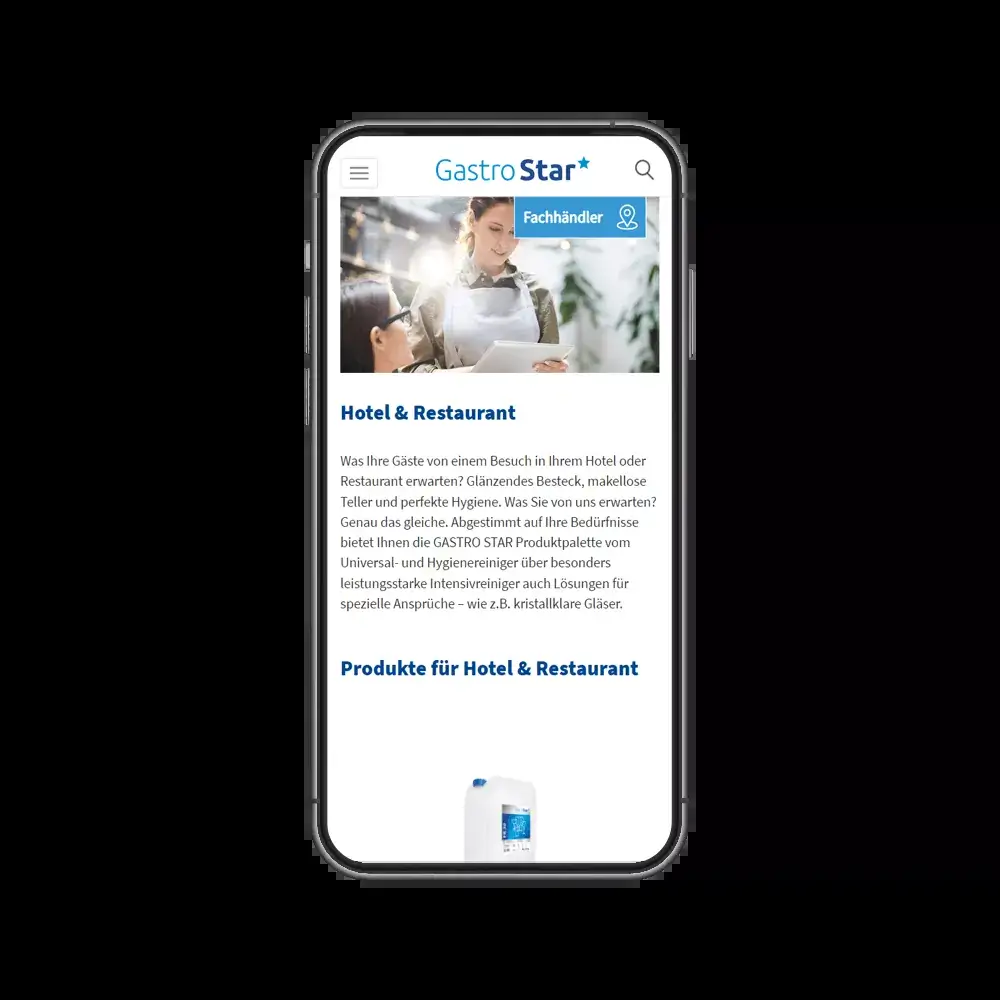 Gastro Star
Fachhändler
Hotel & Restaurant
Was Ihre Gäste von einem Besuch in Ihrem Hotel oder
Restaurant erwarten? Glänzendes Besteck, makellose
Teller und perfekte Hygiene. Was Sie von uns erwarten?
Genau das gleiche. Abgestimmt auf Ihre Bedürfnisse
bietet Ihnen die GASTRO STAR Produktpalette vom
Universal- und Hygienereiniger über besonders
leistungsstarke Intensivreiniger auch Lösungen für
spezielle Ansprüche – wie z.B. kristallklare Gläser.
Produkte für Hotel & Restaurant